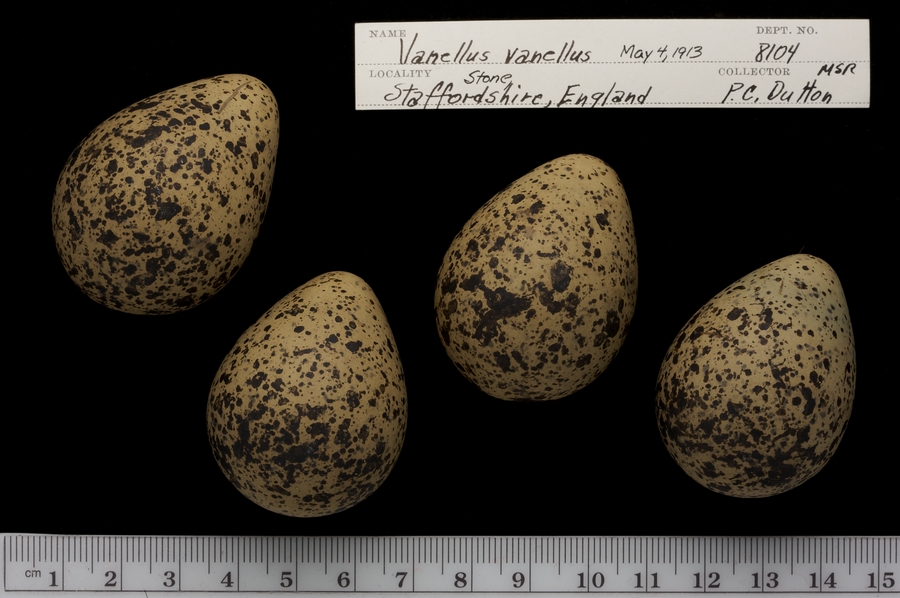 NAME DEPT. NO.
Vanellus vanellus May 4, 1913 8104
LOCALITY Stone, COLLECTOR MSR
Staffordshire, England P.C. Dutton
cm 1 2 3 4 5 6 7 8 9 10 11 12 13 14 15